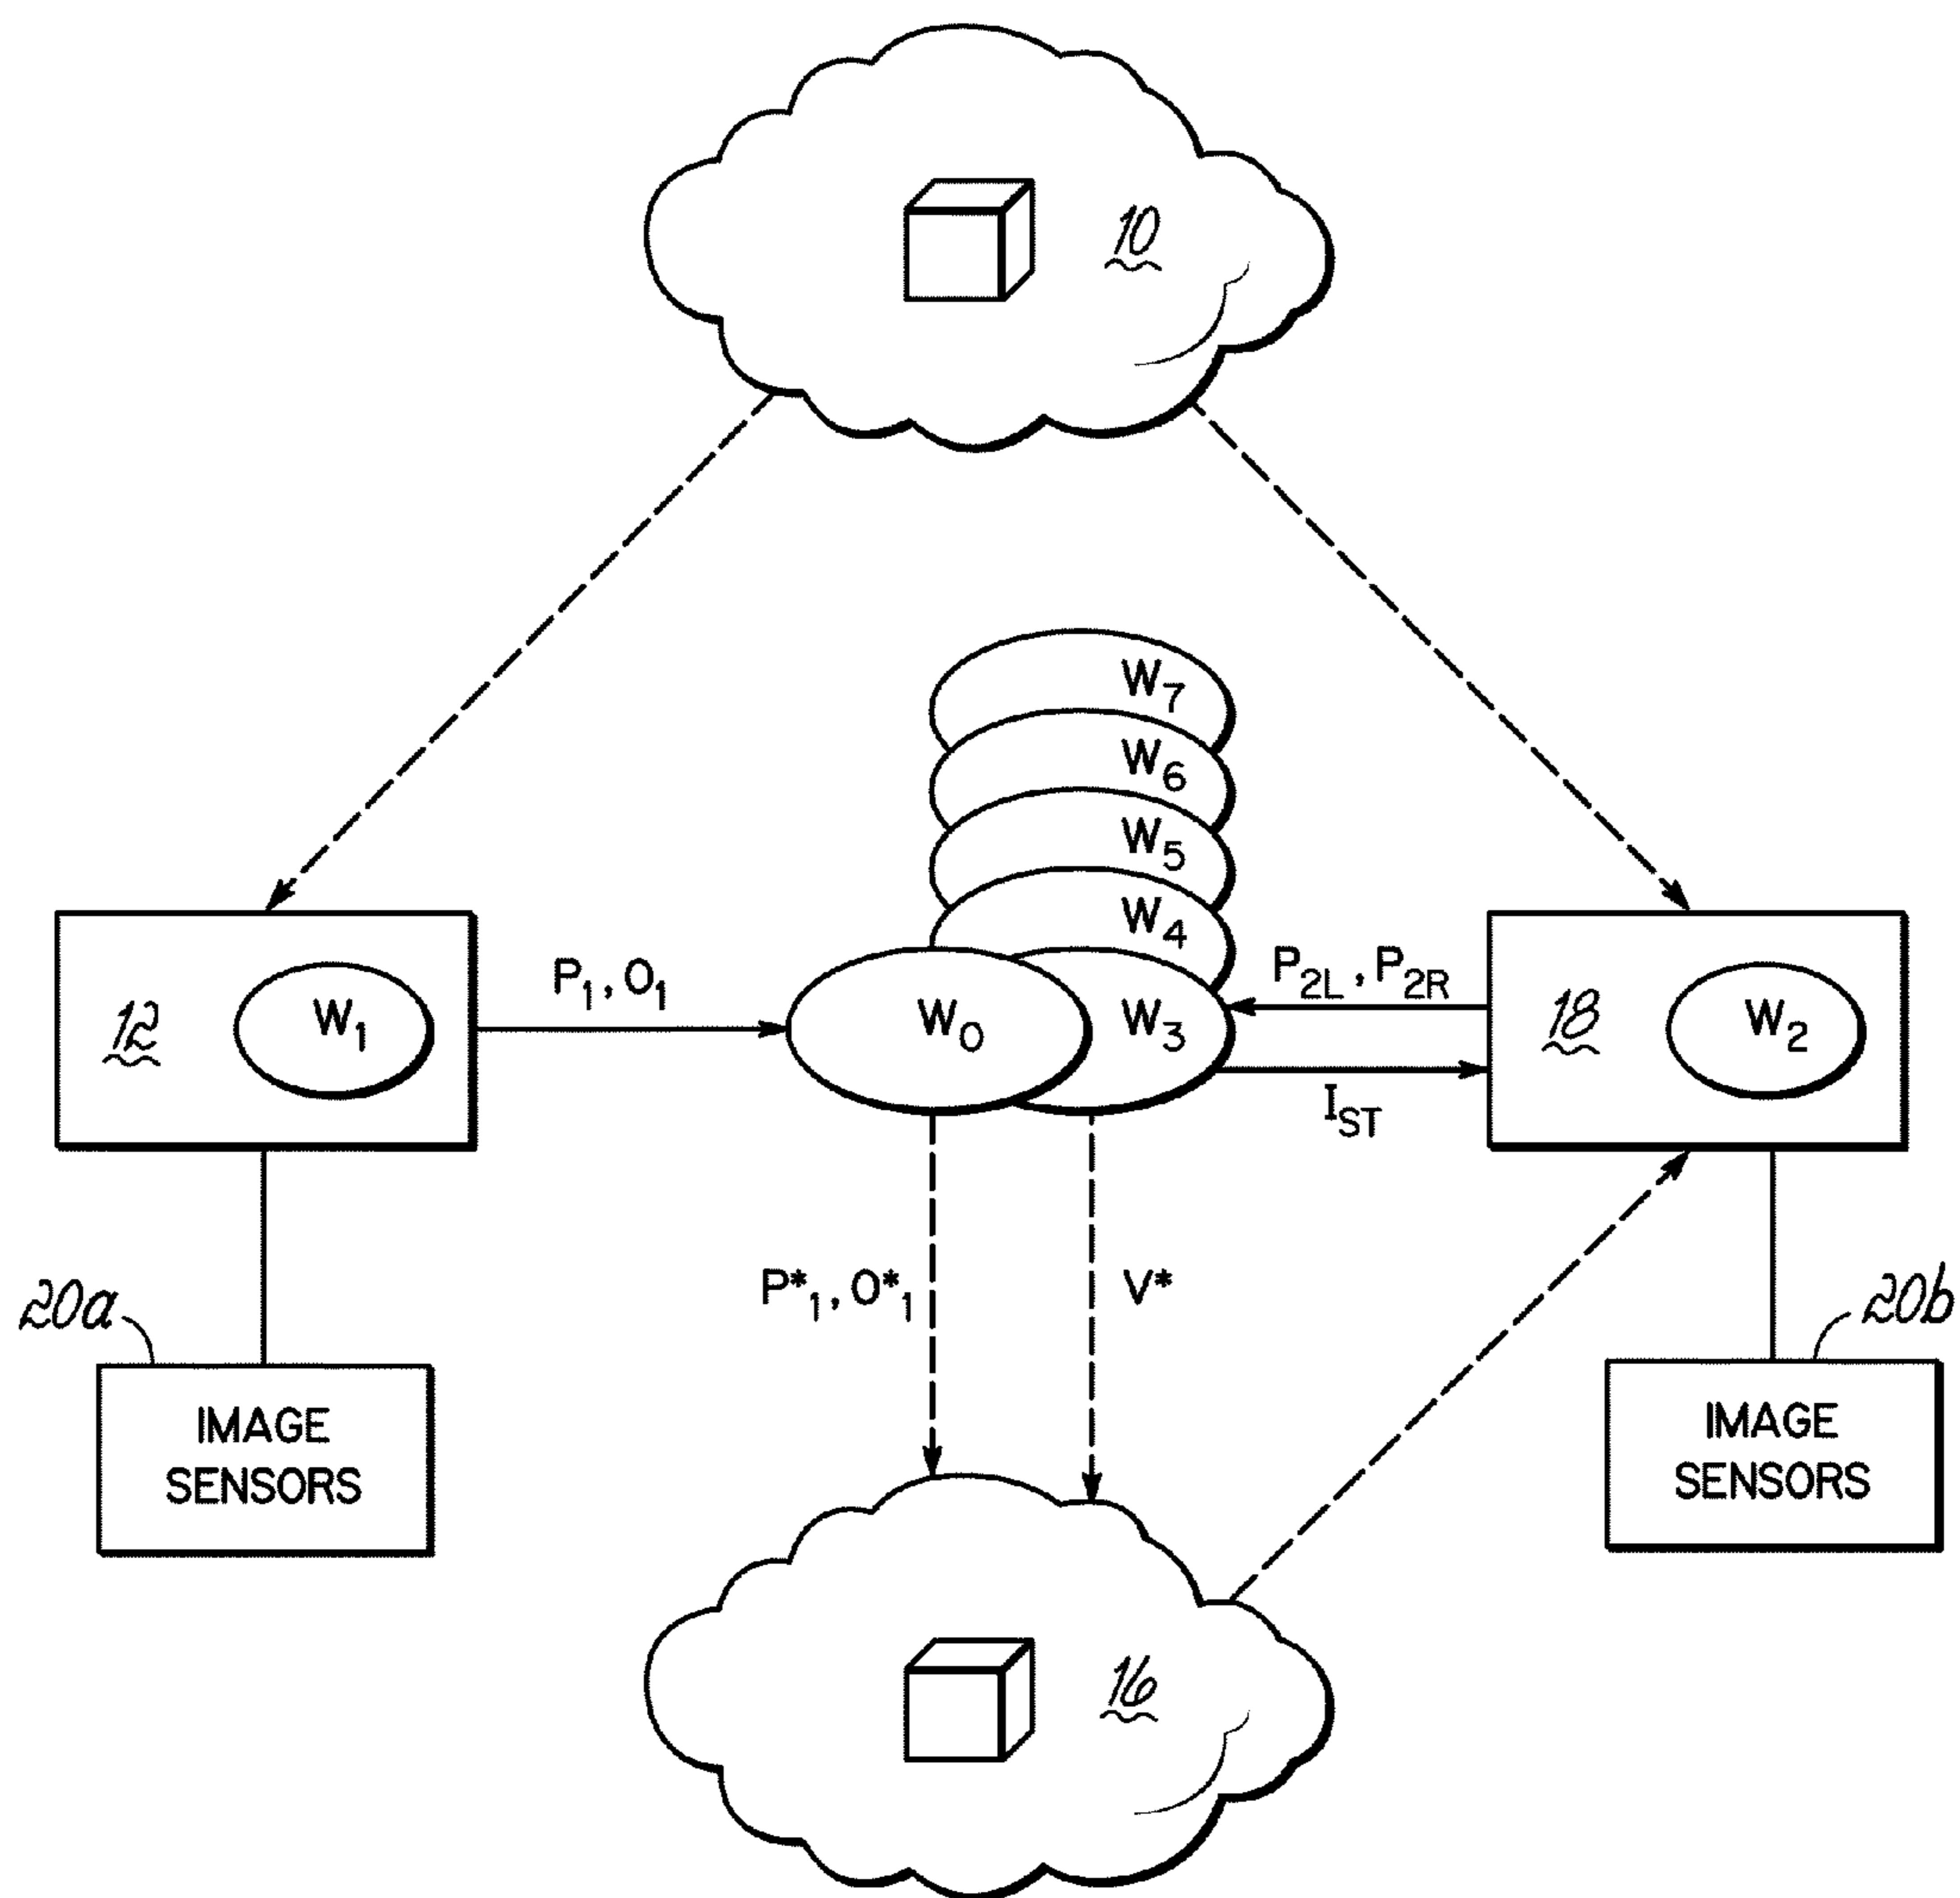 10
W7
W6
W5
W4
12
W1
P1, O1
W0
W3
P2L, P2R
IST
18
W2
P*1, O*1
V*
20a
20b
IMAGE
SENSORS
IMAGE
SENSORS
16